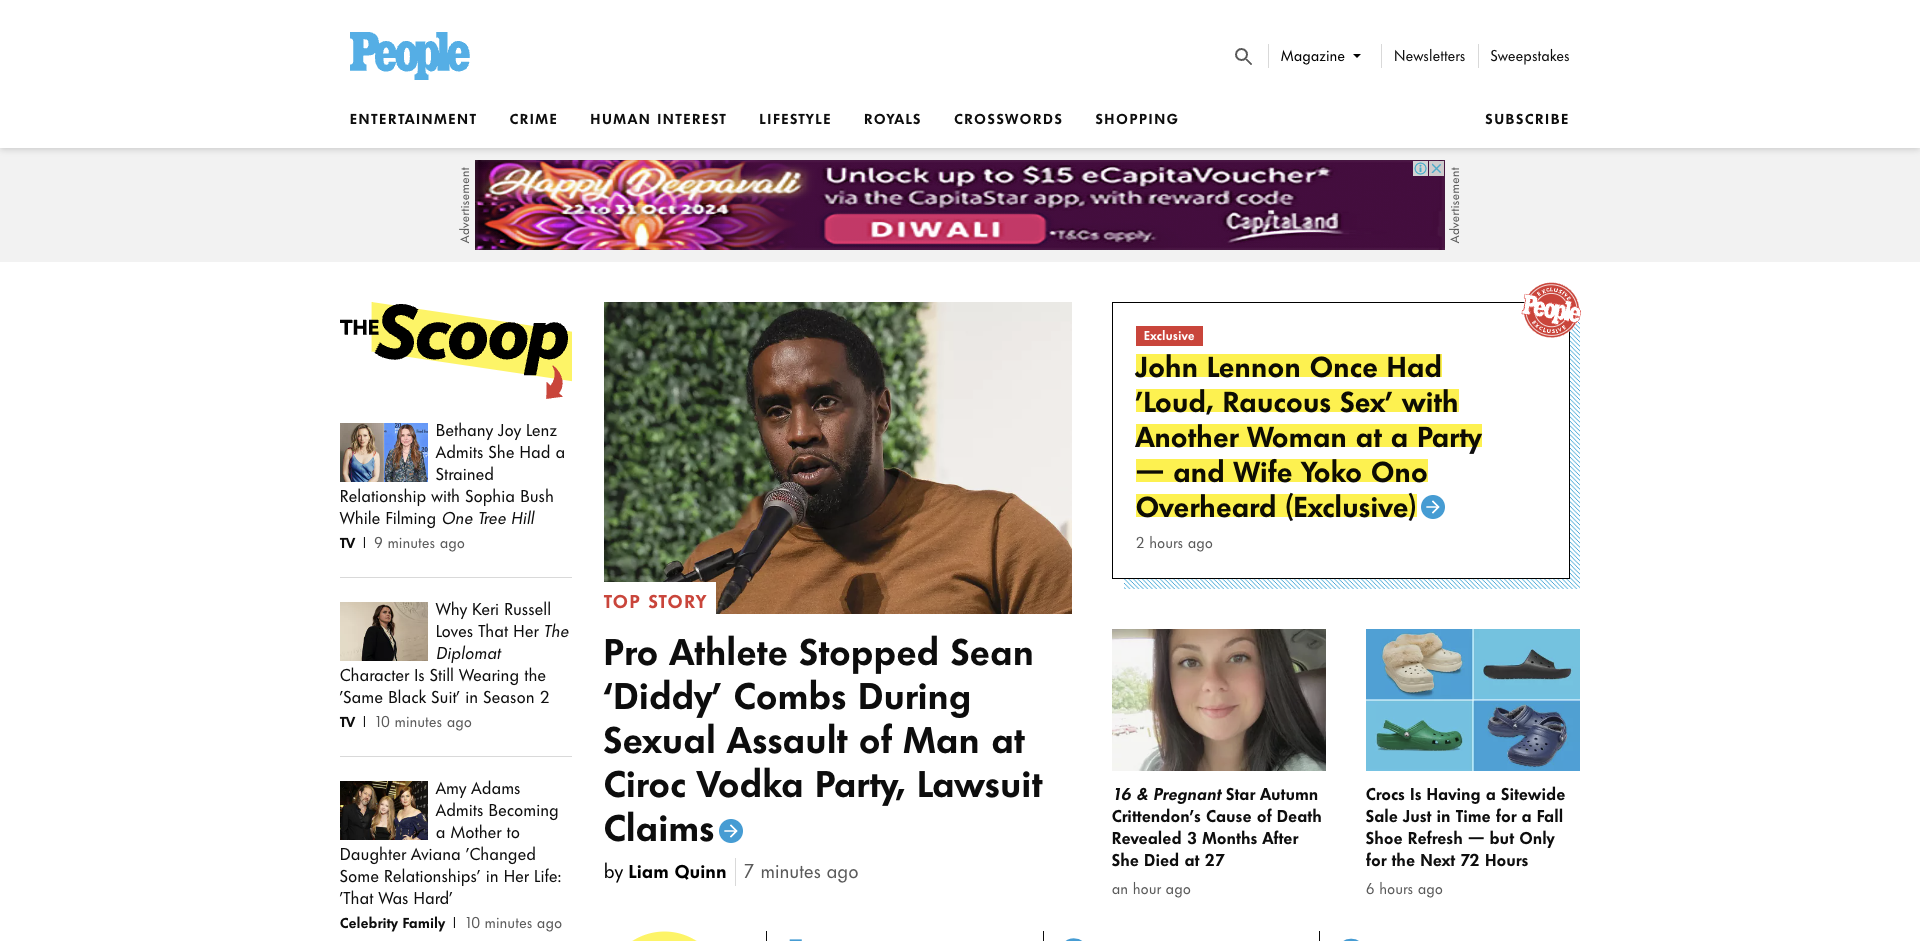 People
Magazine
Newsletters
Sweepstakes
ENTERTAINMENT
CRIME
HUMAN INTEREST
LIFESTYLE
ROYALS
CROSSWORDS
SHOPPING
SUBSCRIBE
Advertisement
Happy Deepavali
22 to 31 Oct 2024
Unlock up to $15 eCapitaVoucher*
via the CapitaStar app, with reward code
DIWALI
*T&Cs apply.
CapitaLand
Advertisement
THE Scoop
Bethany Joy Lenz
Admits She Had a
Strained
Relationship with Sophia Bush
While Filming One Tree Hill
TV
9 minutes ago
Why Keri Russell
Loves That Her The
Diplomat
Character Is Still Wearing the
'Same Black Suit' in Season 2
TV
10 minutes ago
Amy Adams
Admits Becoming
a Mother to
Daughter Aviana 'Changed
Some Relationships' in Her Life:
'That Was Hard'
Celebrity Family
10 minutes ago
TOP STORY
Pro Athlete Stopped Sean
‘Diddy’ Combs During
Sexual Assault of Man at
Ciroc Vodka Party, Lawsuit
Claims
by Liam Quinn
7 minutes ago
EXCLUSIVE
People
EXCLUSIVE
Exclusive
John Lennon Once Had
'Loud, Raucous Sex' with
Another Woman at a Party
— and Wife Yoko Ono
Overheard (Exclusive)
2 hours ago
16 & Pregnant Star Autumn
Crittendon's Cause of Death
Revealed 3 Months After
She Died at 27
an hour ago
Crocs Is Having a Sitewide
Sale Just in Time for a Fall
Shoe Refresh — but Only
for the Next 72 Hours
6 hours ago